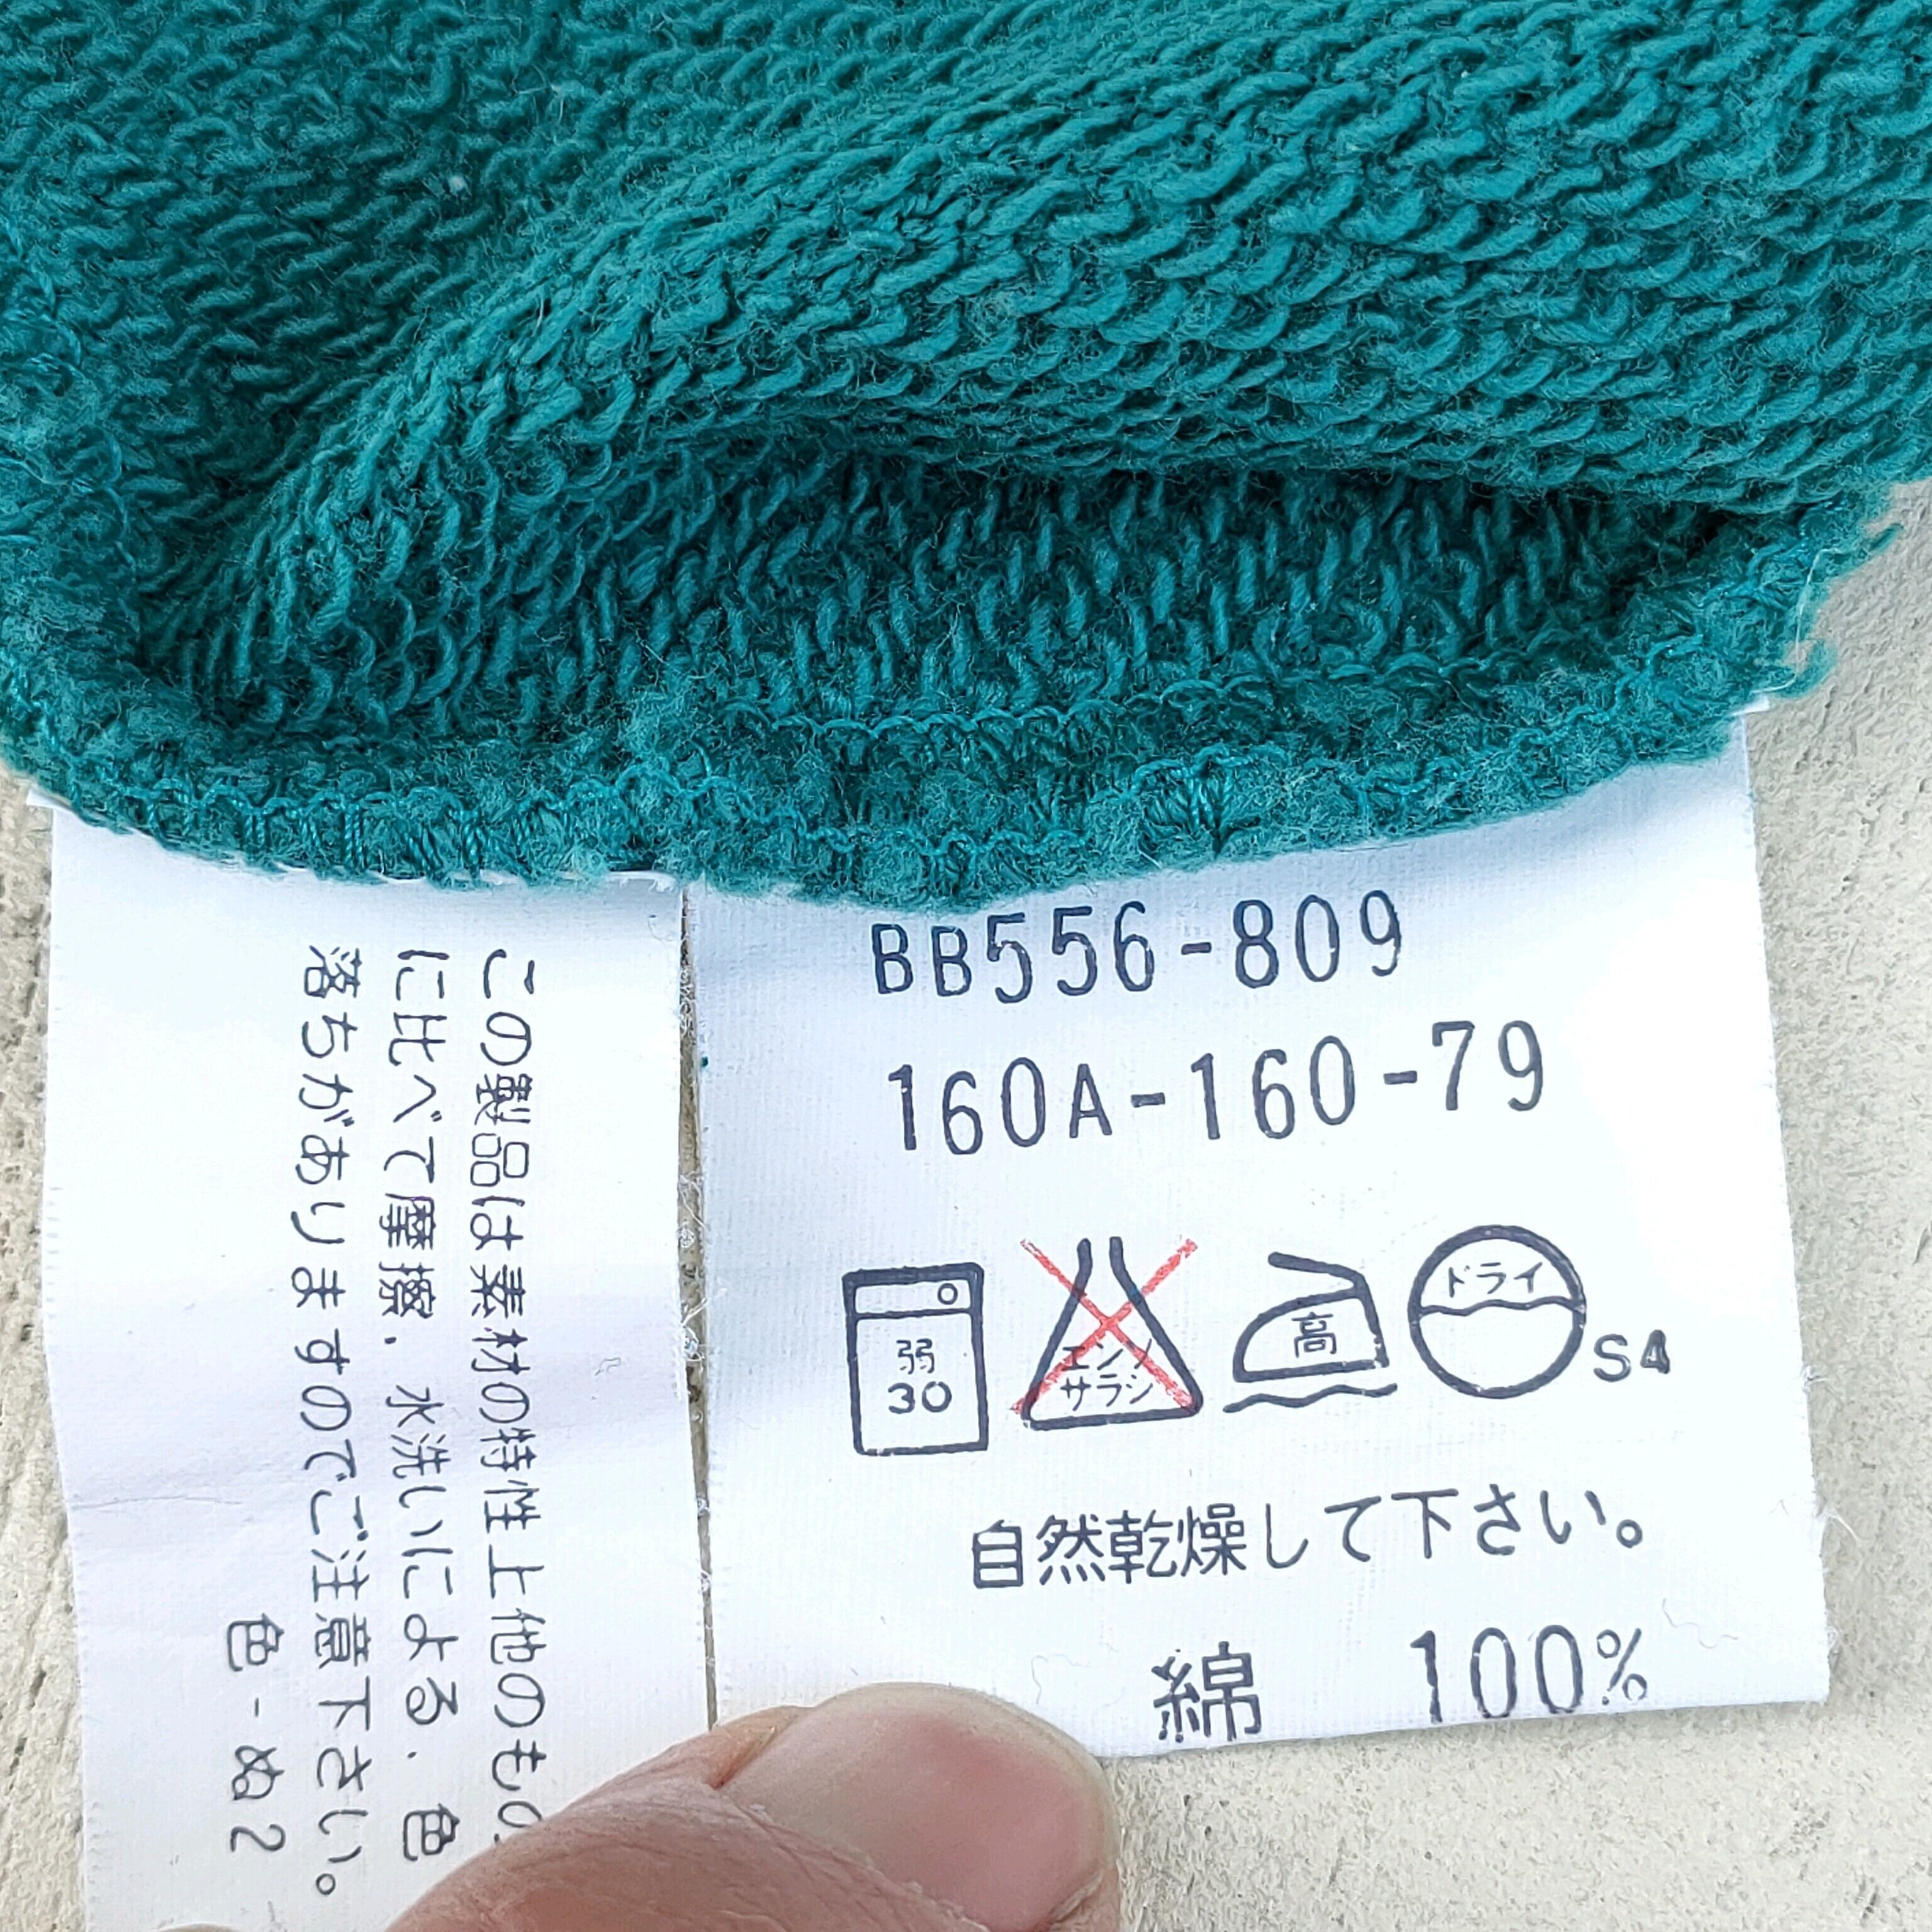 この製品は素材の特性上他のもの
に比べて摩擦．水洗いによる．色
落ちがありますのでご注意下さい。
色-ぬ2
BB556-809
160A-160-79
弱
30
エンソ
サラシ
高
ドライ
S4
自然乾燥して下さい。
綿 100%